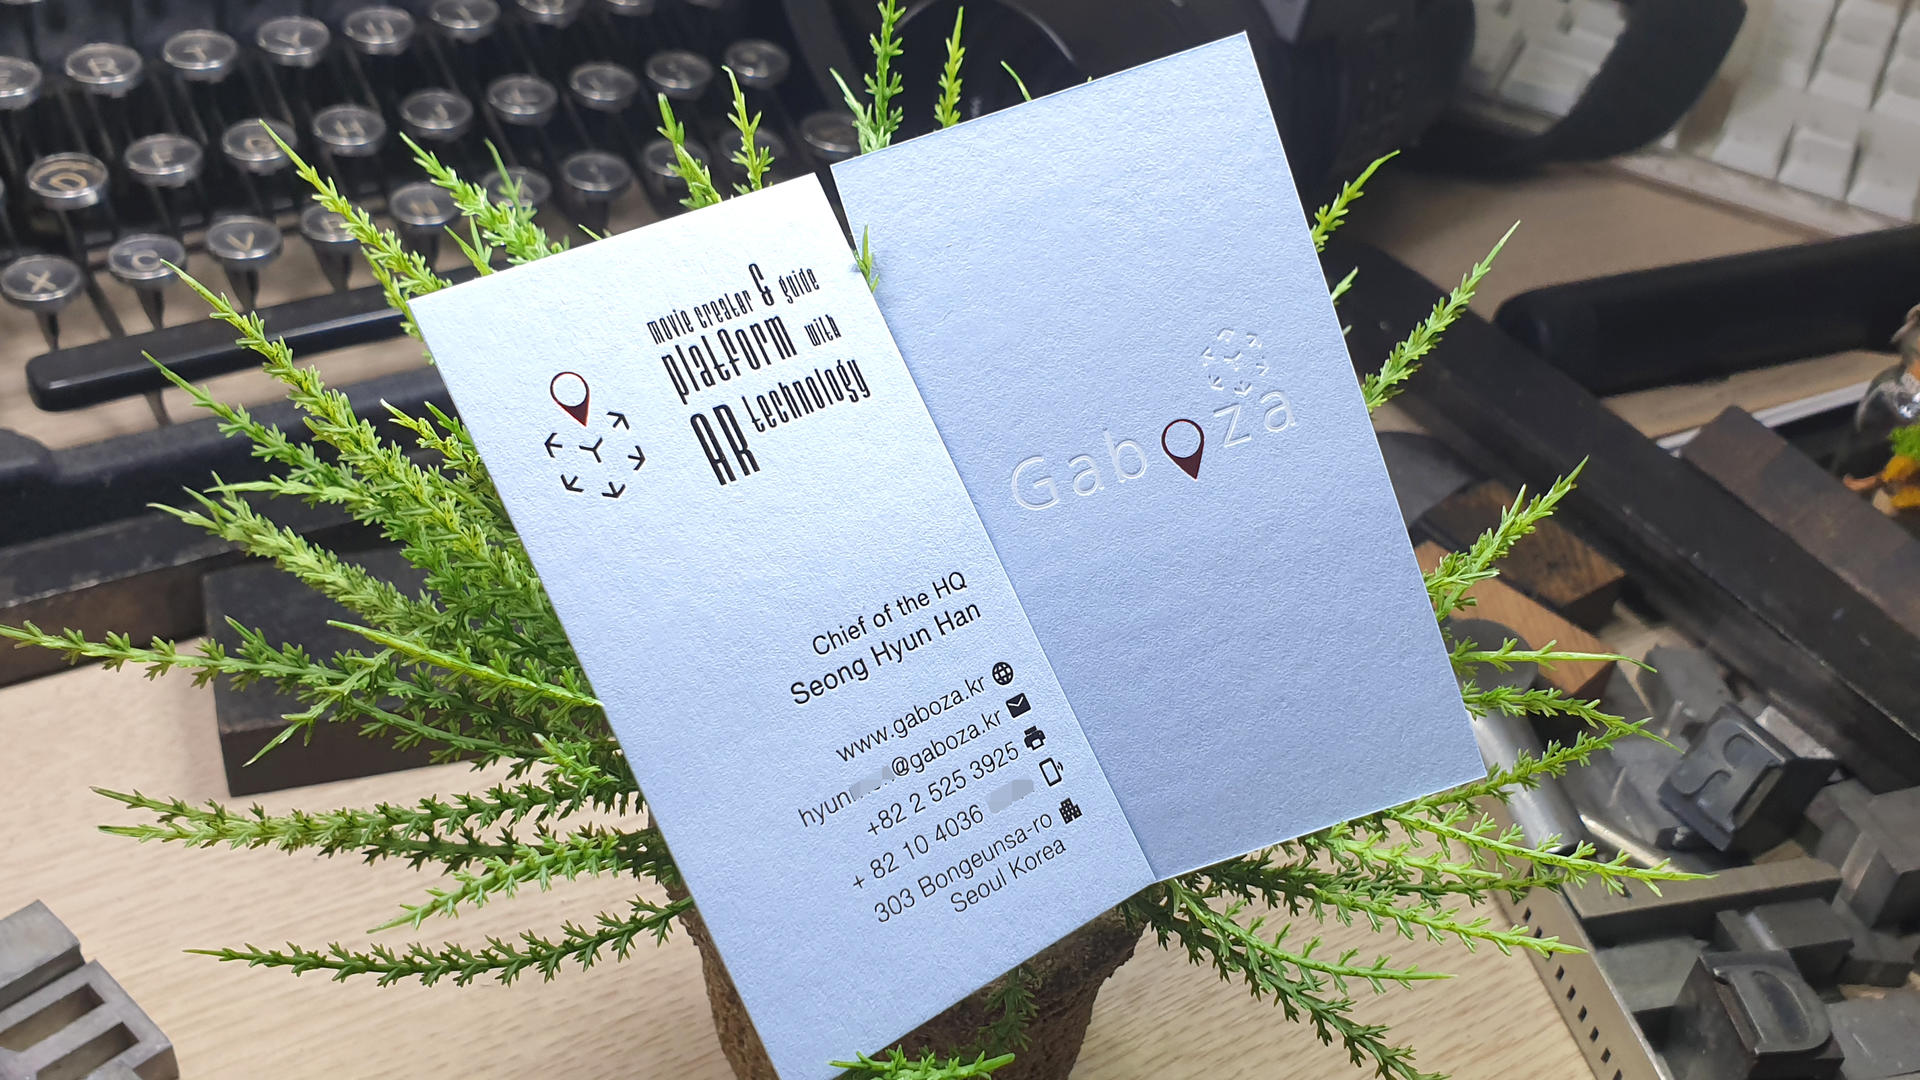 movie creator & guide
platform with
AR technology
Chief of the HQ
Seong Hyun Han
www.gaboza.kr
@gaboza.kr
+82 2 525 3925
+ 82 10 4036
303 Bongeunsa-ro
Seoul Korea
Gaboza